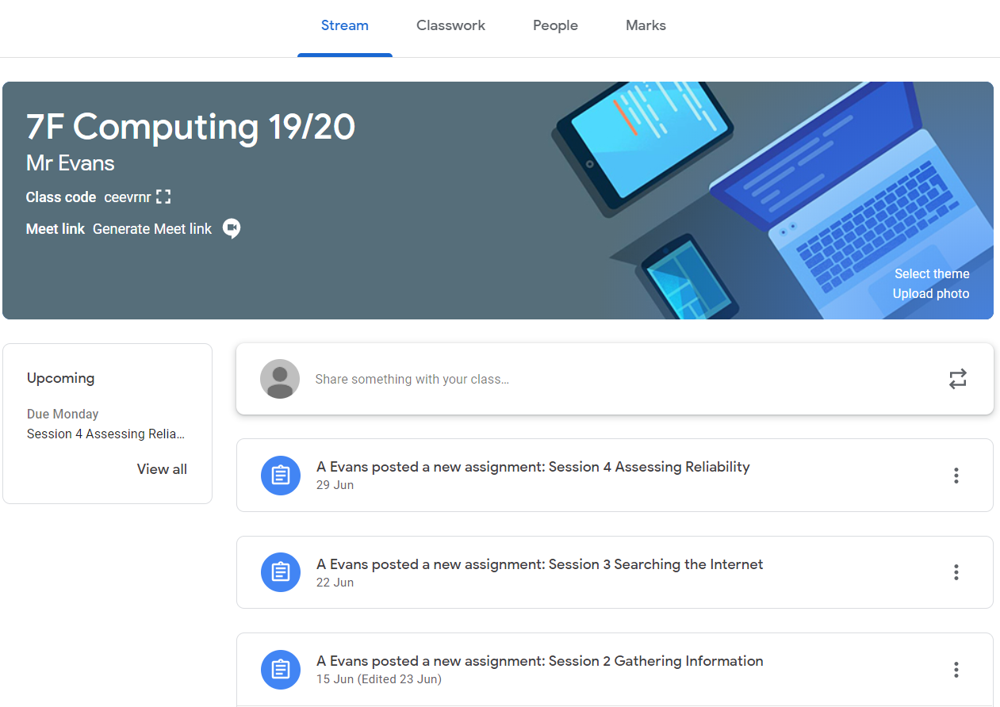 Stream Classwork People Marks
7F Computing 19/20
Mr Evans
Class code ceevrnr
Meet link Generate Meet link
Select theme
Upload photo
Upcoming
Due Monday
Session 4 Assessing Relia...
View all
Share something with your class...
A Evans posted a new assignment: Session 4 Assessing Reliability
29 Jun
A Evans posted a new assignment: Session 3 Searching the Internet
22 Jun
A Evans posted a new assignment: Session 2 Gathering Information
15 Jun (Edited 23 Jun)